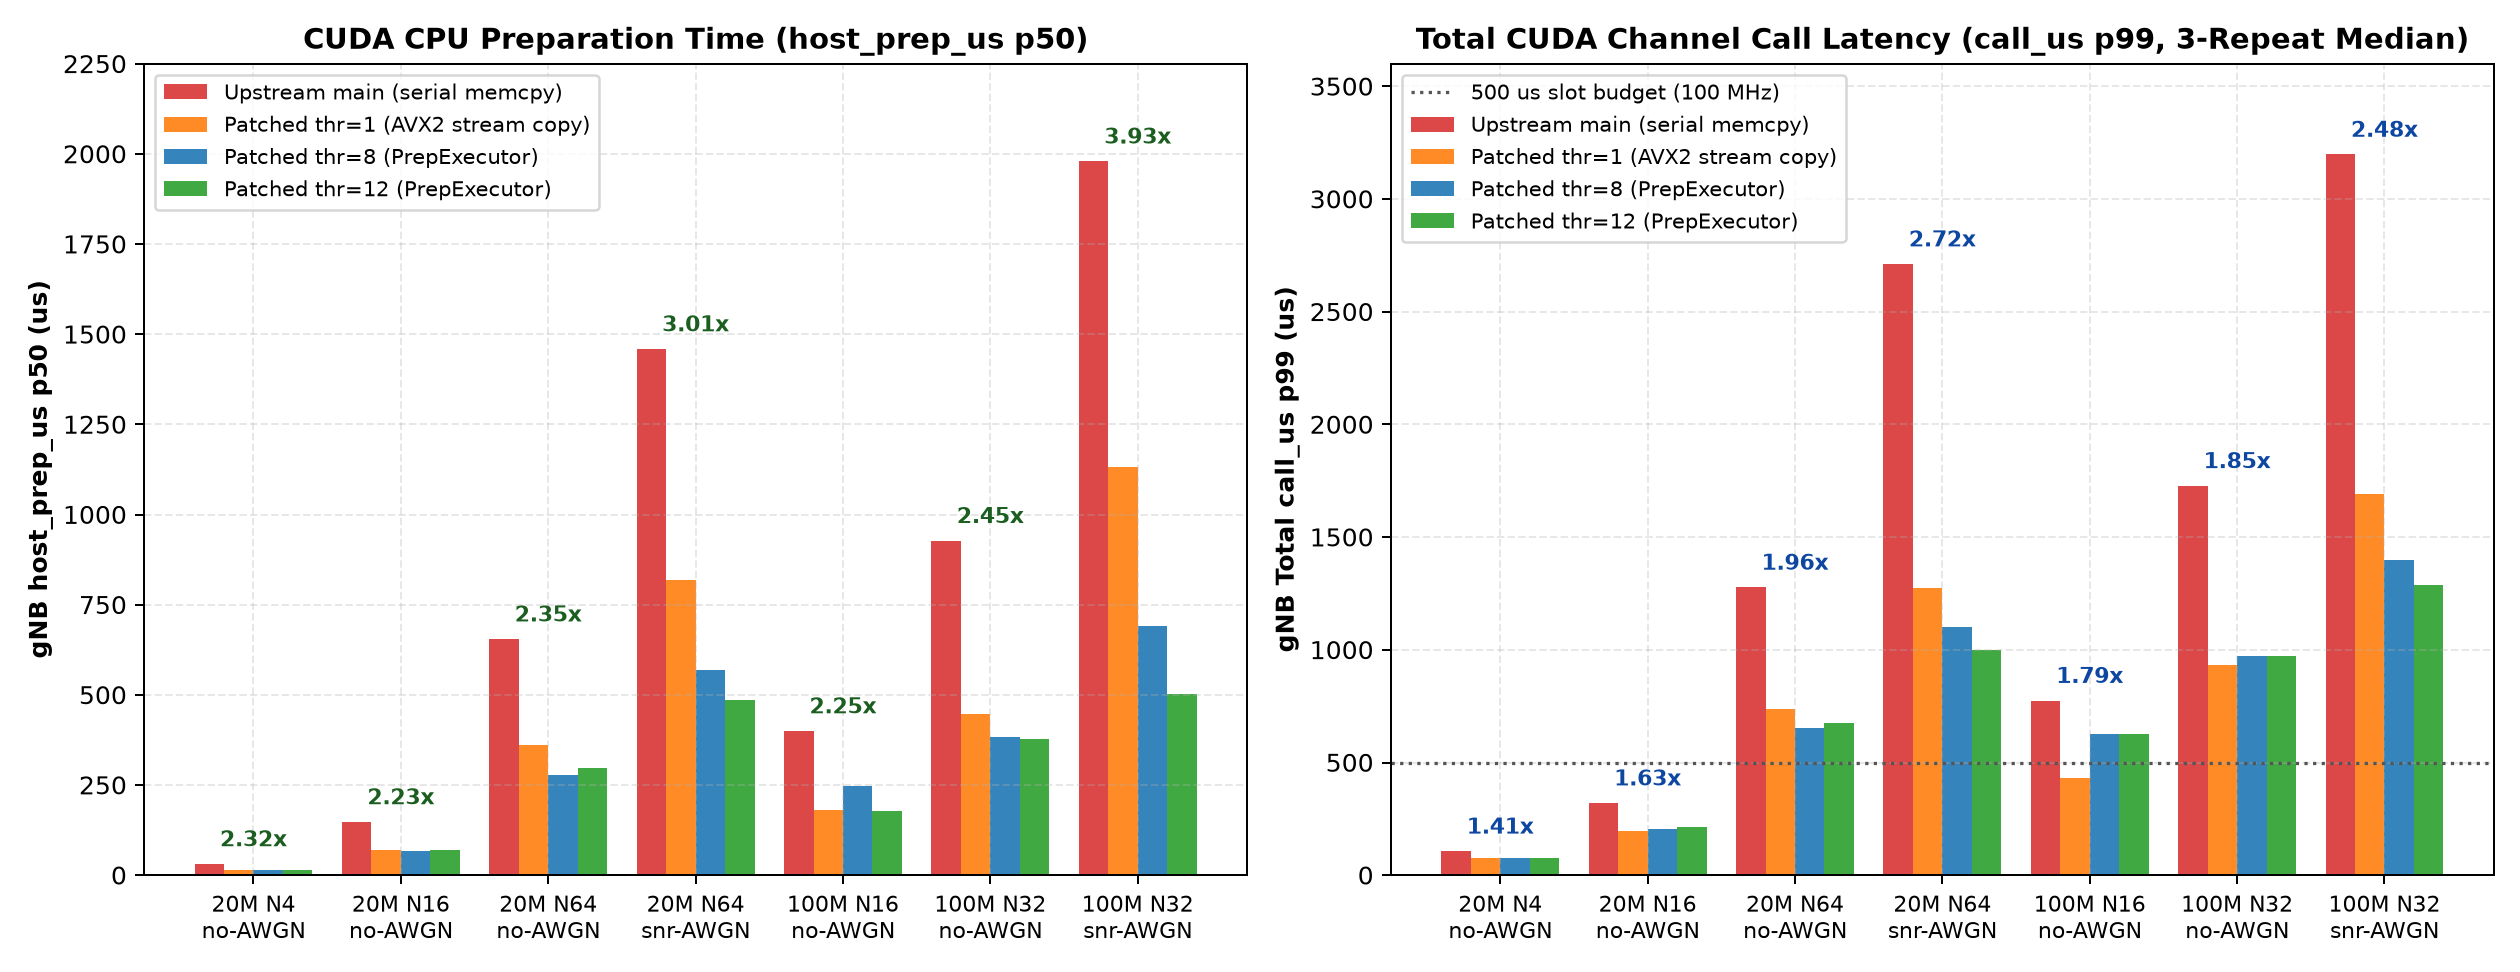 CUDA CPU Preparation Time (host_prep_us p50)
gNB host_prep_us p50 (us)
2250
2000
1750
1500
1250
1000
750
500
250
0
Upstream main (serial memcpy)
Patched thr=1 (AVX2 stream copy)
Patched thr=8 (PrepExecutor)
Patched thr=12 (PrepExecutor)
2.32x
2.23x
2.35x
3.01x
2.25x
2.45x
3.93x
20M N4
no-AWGN
20M N16
no-AWGN
20M N64
no-AWGN
20M N64
snr-AWGN
100M N16
no-AWGN
100M N32
no-AWGN
100M N32
snr-AWGN
Total CUDA Channel Call Latency (call_us p99, 3-Repeat Median)
gNB Total call_us p99 (us)
3500
3000
2500
2000
1500
1000
500
0
500 us slot budget (100 MHz)
Upstream main (serial memcpy)
Patched thr=1 (AVX2 stream copy)
Patched thr=8 (PrepExecutor)
Patched thr=12 (PrepExecutor)
1.41x
1.63x
1.96x
2.72x
1.79x
1.85x
2.48x
20M N4
no-AWGN
20M N16
no-AWGN
20M N64
no-AWGN
20M N64
snr-AWGN
100M N16
no-AWGN
100M N32
no-AWGN
100M N32
snr-AWGN